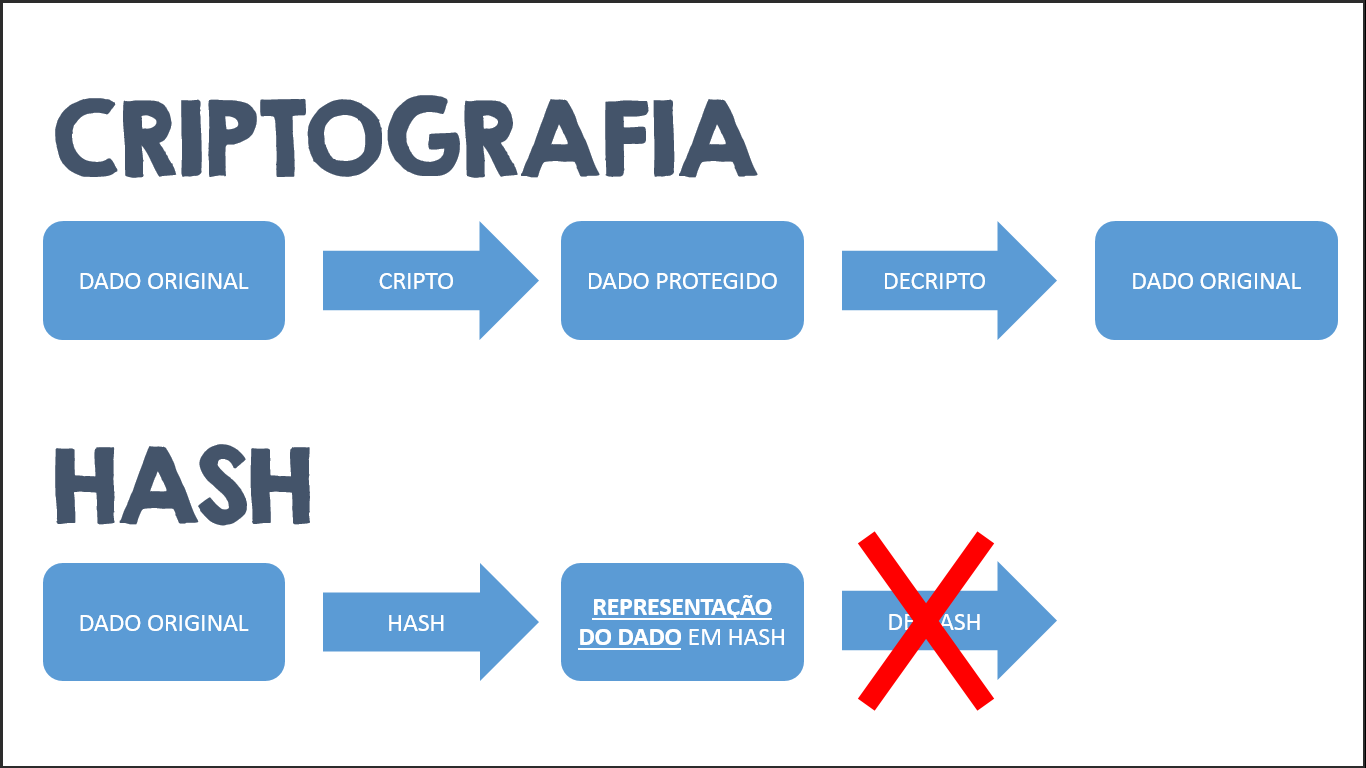 CRIPTOGRAFIA
DADO ORIGINAL
CRIPTO
DADO PROTEGIDO
DECRIPTO
DADO ORIGINAL
HASH
DADO ORIGINAL
HASH
REPRESENTAÇÃO
DO DADO EM HASH